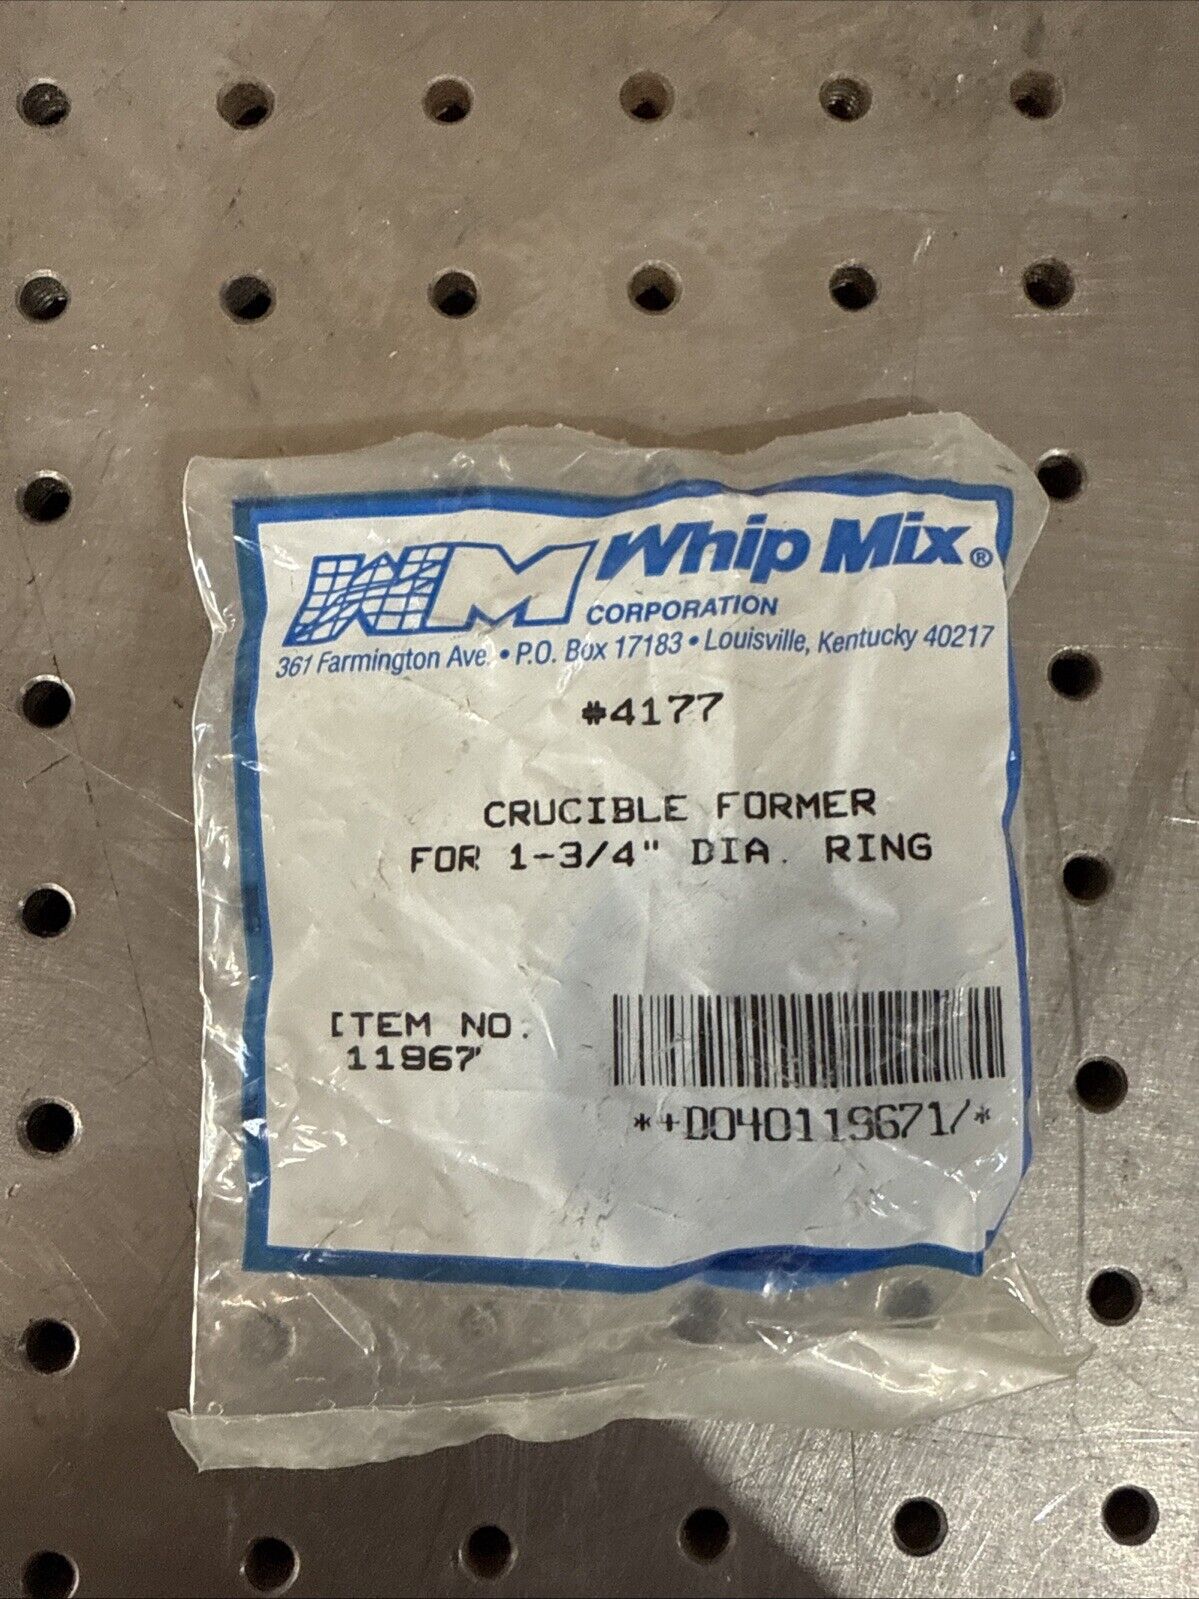 WM Whip Mix®
CORPORATION
361 Farmington Ave. • P.O. Box 17183 • Louisville, Kentucky 40217
#4177
CRUCIBLE FORMER
FOR 1-3/4" DIA. RING
ITEM NO.
11967
*+D040119671/*